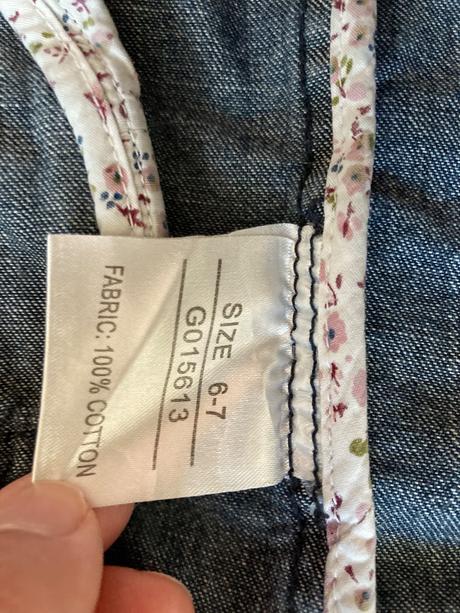 SIZE 6-7
G015613
FABRIC: 100% COTTON